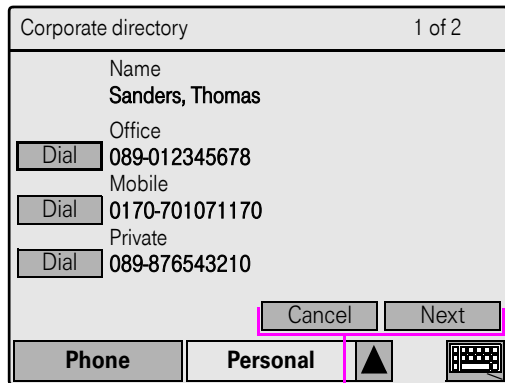 Corporate directory 1 of 2
Name
Sanders, Thomas
Office
Dial 089-012345678
Mobile
Dial 0170-701071170
Private
Dial 089-876543210
Cancel Next
Phone Personal